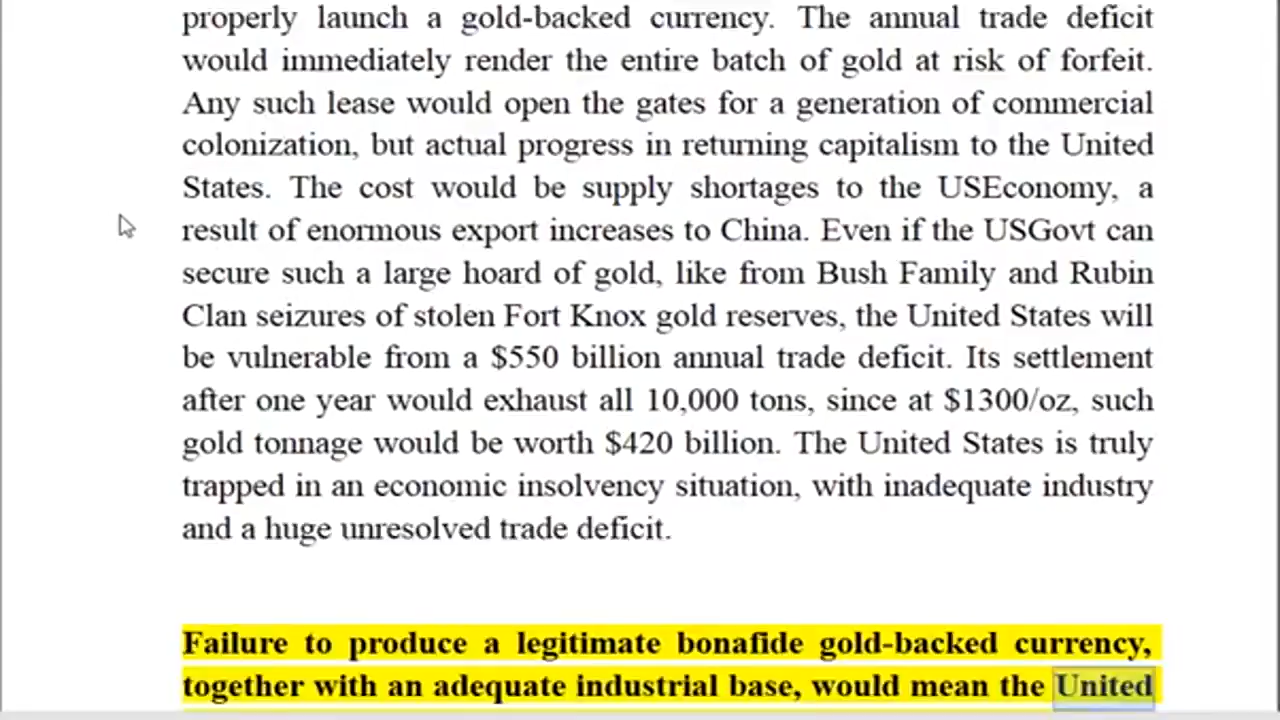 properly launch a gold-backed currency. The annual trade deficit
would immediately render the entire batch of gold at risk of forfeit.
Any such lease would open the gates for a generation of commercial
colonization, but actual progress in returning capitalism to the United
States. The cost would be supply shortages to the USEconomy, a
result of enormous export increases to China. Even if the USGovt can
secure such a large hoard of gold, like from Bush Family and Rubin
Clan seizures of stolen Fort Knox gold reserves, the United States will
be vulnerable from a $550 billion annual trade deficit. Its settlement
after one year would exhaust all 10,000 tons, since at $1300/oz, such
gold tonnage would be worth $420 billion. The United States is truly
trapped in an economic insolvency situation, with inadequate industry
and a huge unresolved trade deficit.
Failure to produce a legitimate bonafide gold-backed currency,
together with an adequate industrial base, would mean the United